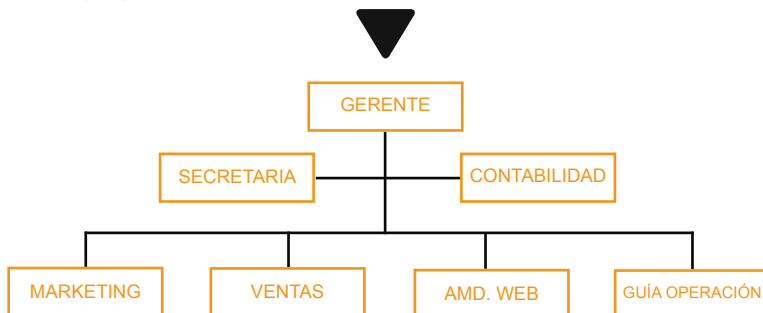 GERENTE
SECRETARIA
CONTABILIDAD
MARKETING
VENTAS
AMD. WEB
GUÍA OPERACIÓN